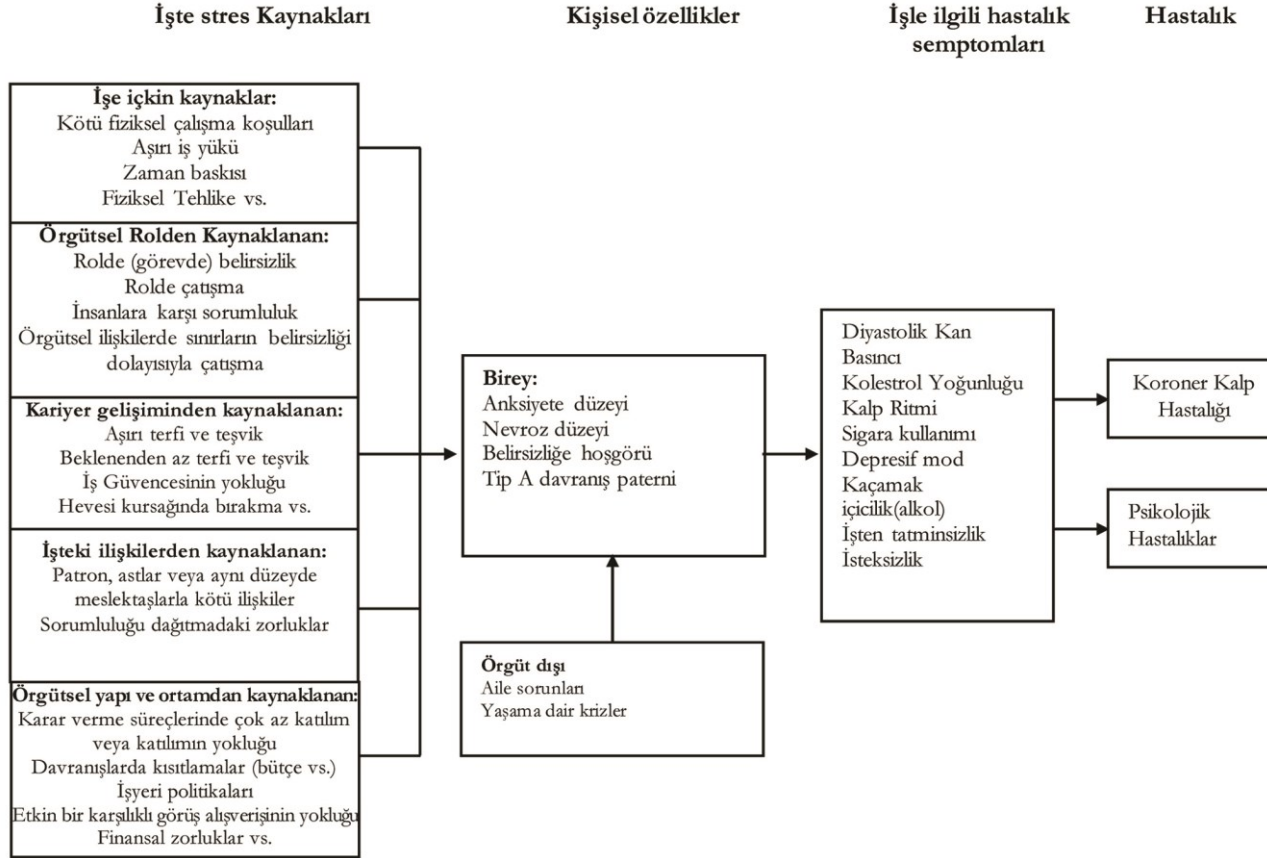 İşte stres Kaynakları
Kişisel özellikler
İşle ilgili hastalık
semptomları
Hastalık
İşe içkin kaynaklar:
Kötü fiziksel çalışma koşulları
Aşırı iş yükü
Zaman baskısı
Fiziksel Tehlike vs.
Örgütsel Rolden Kaynaklanan:
Rolde (görevde) belirsizlik
Rolde çatışma
İnsanlara karşı sorumluluk
Örgütsel ilişkilerde sınırların belirsizliği
dolayısıyla çatışma
Kariyer gelişiminden kaynaklanan:
Aşırı terfi ve teşvik
Beklenenden az terfi ve teşvik
İş Güvencesinin yokluğu
Hevesi kursağında bırakma vs.
İşteki ilişkilerden kaynaklanan:
Patron, astlar veya aynı düzeyde
meslektaşlarla kötü ilişkiler
Sorumluluğu dağıtmadaki zorluklar
Örgütsel yapı ve ortamdan kaynaklanan:
Karar verme süreçlerinde çok az katılım
veya katılımın yokluğu
Davranışlarda kısıtlamalar (bütçe vs.)
İşyeri politikaları
Etkin bir karşılıklı görüş alışverişinin yokluğu
Finansal zorluklar vs.
Birey:
Anksiyete düzeyi
Nevroz düzeyi
Belirsizliğe hoşgörü
Tip A davranış paterni
Örgüt dışı
Aile sorunları
Yaşama dair krizler
Diyastolik Kan
Basıncı
Kolestrol Yoğunluğu
Kalp Ritmi
Sigara kullanımı
Depresif mod
Kaçamak
içicilik(alkol)
İşten tatminsizlik
İsteksizlik
Koroner Kalp
Hastalığı
Psikolojik
Hastalıklar